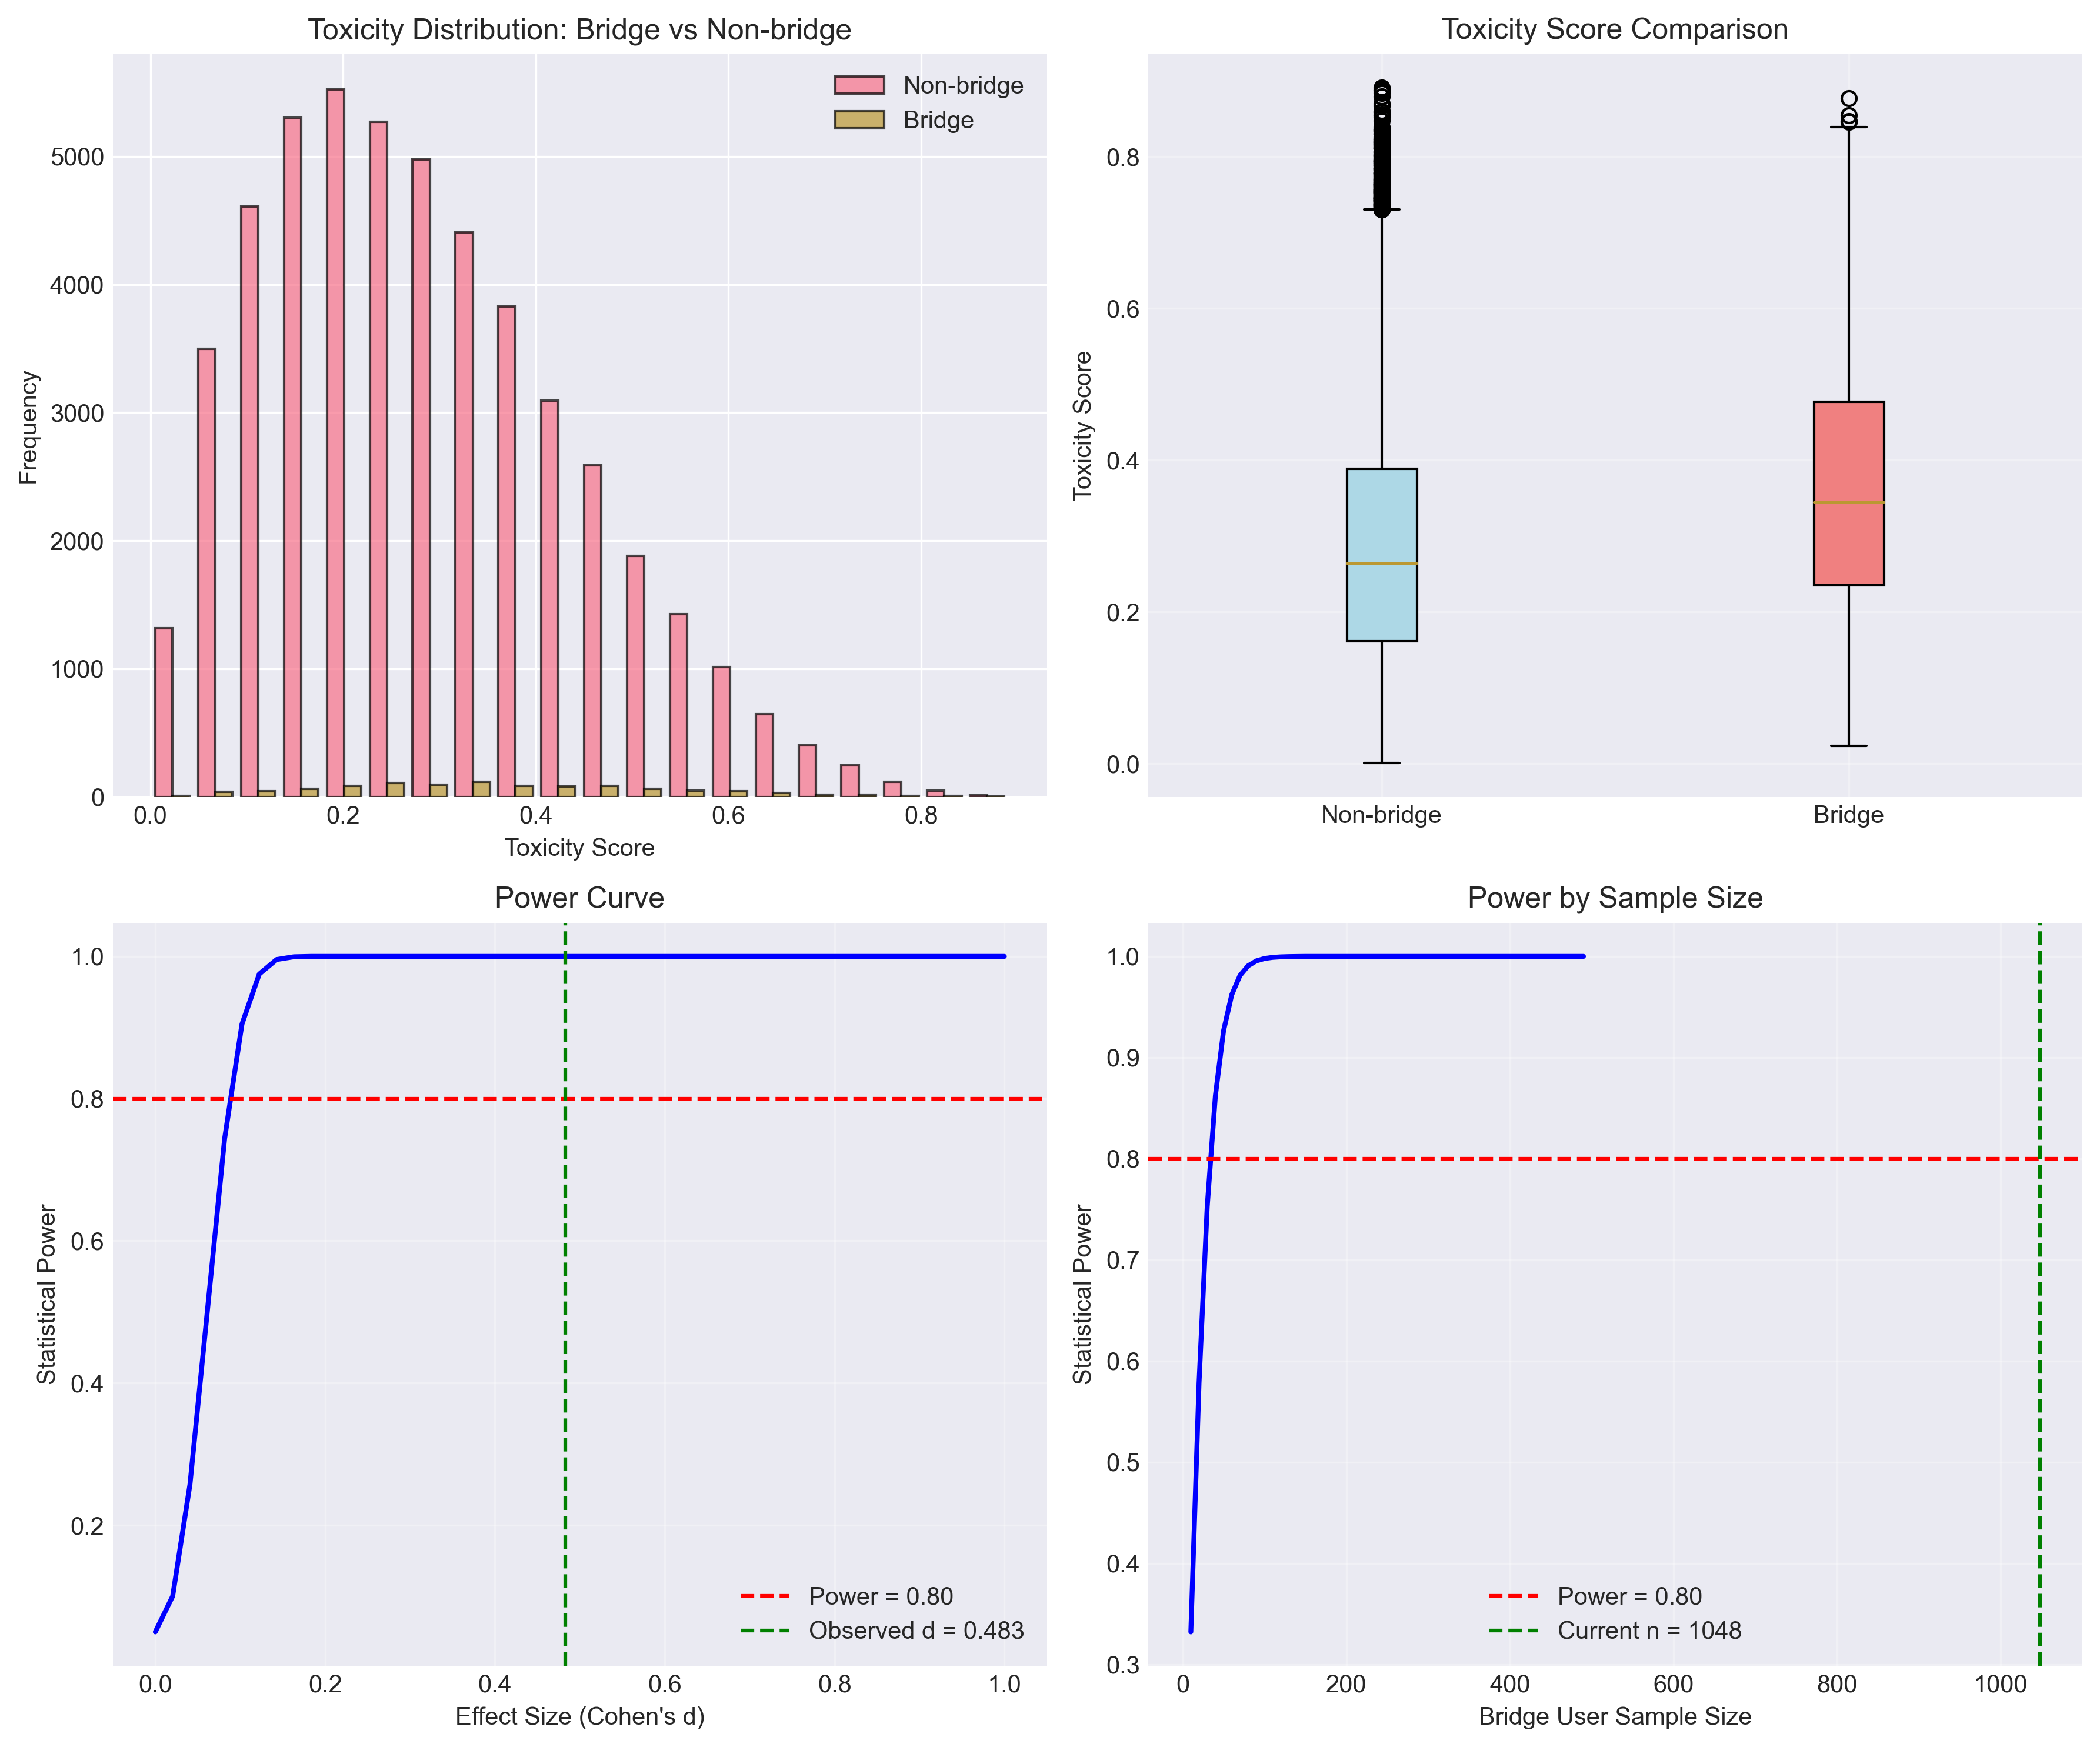 Toxicity Distribution: Bridge vs Non-bridge
Non-bridge
Bridge
Frequency
5000
4000
3000
2000
1000
0
0.0 0.2 0.4 0.6 0.8
Toxicity Score
Toxicity Score Comparison
Toxicity Score
0.8
0.6
0.4
0.2
0.0
Non-bridge Bridge
Power Curve
Statistical Power
1.0
0.8
0.6
0.4
0.2
Power = 0.80
Observed d = 0.483
0.0 0.2 0.4 0.6 0.8 1.0
Effect Size (Cohen's d)
Power by Sample Size
Statistical Power
1.0
0.9
0.8
0.7
0.6
0.5
0.4
0.3
Power = 0.80
Current n = 1048
0 200 400 600 800 1000
Bridge User Sample Size